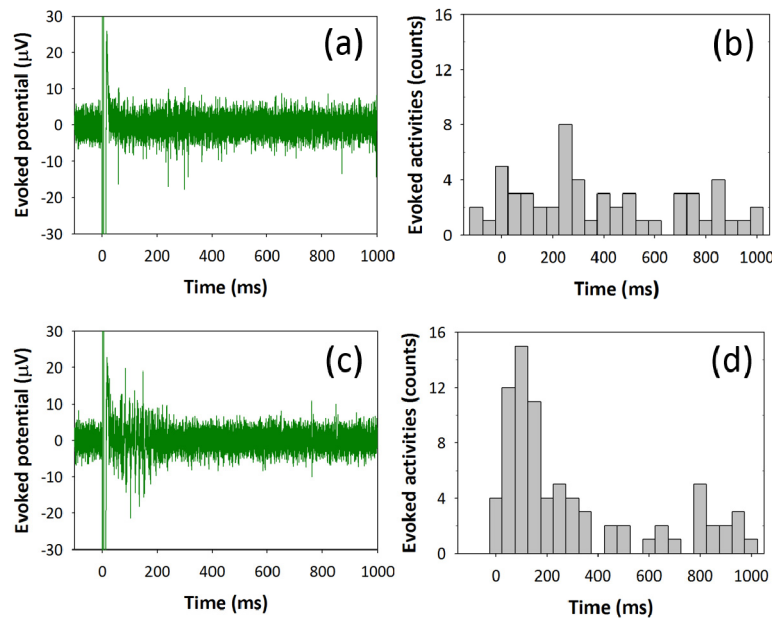 (a)
Evoked potential (μV)
30
20
10
0
-10
-20
-30
0 200 400 600 800 1000
Time (ms)
(b)
Evoked activities (counts)
16
12
8
4
0
0 200 400 600 800 1000
Time (ms)
(c)
Evoked potential (μV)
30
20
10
0
-10
-20
-30
0 200 400 600 800 1000
Time (ms)
(d)
Evoked activities (counts)
16
12
8
4
0
0 200 400 600 800 1000
Time (ms)